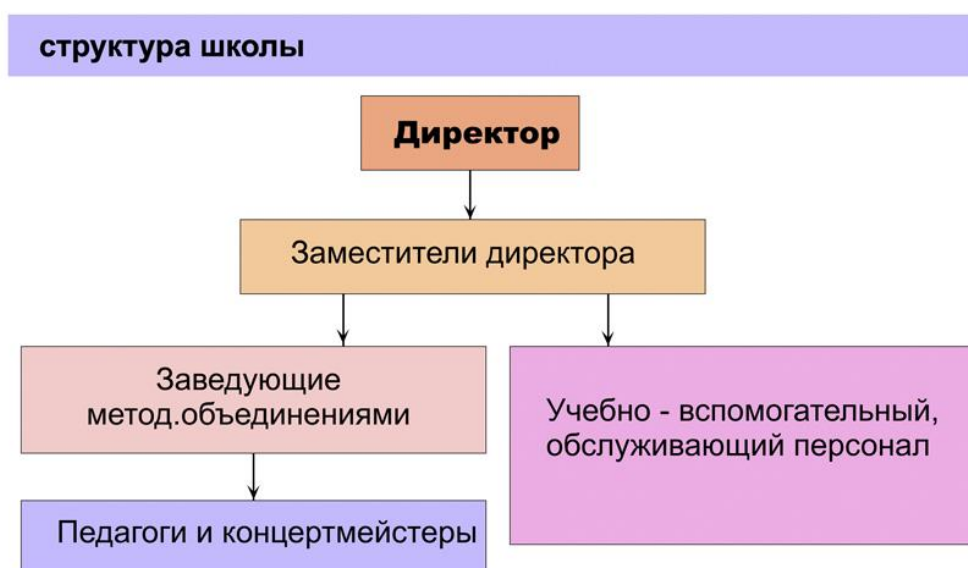 структура школы
Директор
Заместители директора
Заведующие
метод.объединениями
Учебно - вспомогательный,
обслуживающий персонал
Педагоги и концертмейстеры